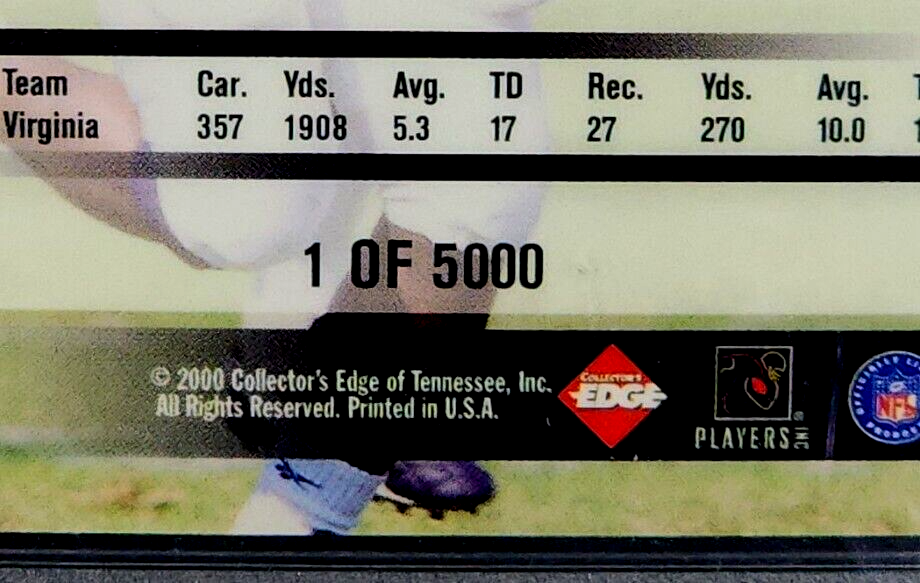 Team Car. Yds. Avg. TD Rec. Yds. Avg.
Virginia 357 1908 5.3 17 27 270 10.0
1 OF 5000
© 2000 Collector's Edge of Tennessee, Inc.
All Rights Reserved. Printed in U.S.A.
COLLECTOR'S
EDGE
PLAYERS INC
OFFICIALLY
NFL